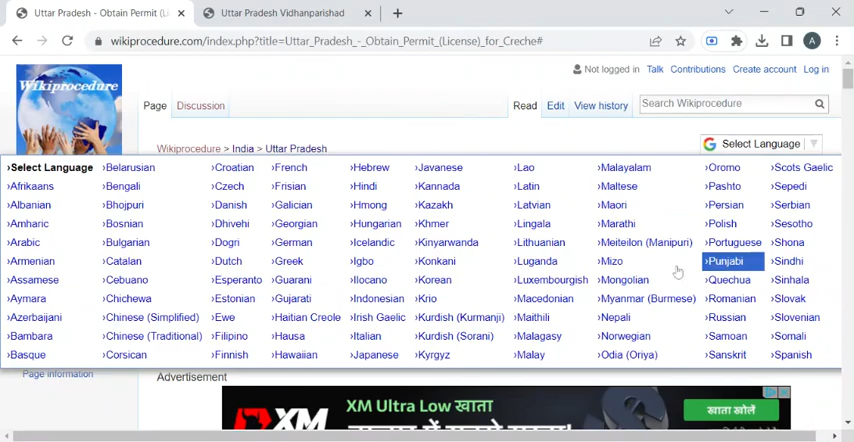 Uttar Pradesh - Obtain Permit (Li
Uttar Pradesh Vidhanparishad
wikiprocedure.com/index.php?title=Uttar_Pradesh_-_Obtain_Permit_(License)_for_Creche#
A
Not logged in Talk Contributions Create account Log in
Wikiprocedure
Page Discussion Read Edit View history Search Wikiprocedure
Wikiprocedure > India > Uttar Pradesh
G Select Language
›Select Language ›Belarusian ›Croatian ›French ›Hebrew ›Javanese ›Lao ›Malayalam ›Oromo ›Scots Gaelic
›Afrikaans ›Bengali ›Czech ›Frisian ›Hindi ›Kannada ›Latin ›Maltese ›Pashto ›Sepedi
›Albanian ›Bhojpuri ›Danish ›Galician ›Hmong ›Kazakh ›Latvian ›Maori ›Persian ›Serbian
›Amharic ›Bosnian ›Dhivehi ›Georgian ›Hungarian ›Khmer ›Lingala ›Marathi ›Polish ›Sesotho
›Arabic ›Bulgarian ›Dogri ›German ›Icelandic ›Kinyarwanda ›Lithuanian ›Meiteilon (Manipuri) ›Portuguese ›Shona
›Armenian ›Catalan ›Dutch ›Greek ›Igbo ›Konkani ›Luganda ›Mizo ›Punjabi ›Sindhi
›Assamese ›Cebuano ›Esperanto ›Guarani ›Ilocano ›Korean ›Luxembourgish ›Mongolian ›Quechua ›Sinhala
›Aymara ›Chichewa ›Estonian ›Gujarati ›Indonesian ›Krio ›Macedonian ›Myanmar (Burmese) ›Romanian ›Slovak
›Azerbaijani ›Chinese (Simplified) ›Ewe ›Haitian Creole ›Irish Gaelic ›Kurdish (Kurmanji) ›Maithili ›Nepali ›Russian ›Slovenian
›Bambara ›Chinese (Traditional) ›Filipino ›Hausa ›Italian ›Kurdish (Sorani) ›Malagasy ›Norwegian ›Samoan ›Somali
›Basque ›Corsican ›Finnish ›Hawaiian ›Japanese ›Kyrgyz ›Malay ›Odia (Oriya) ›Sanskrit ›Spanish
Page information
Advertisement
XM Ultra Low खाता
XM
खाता खोलें